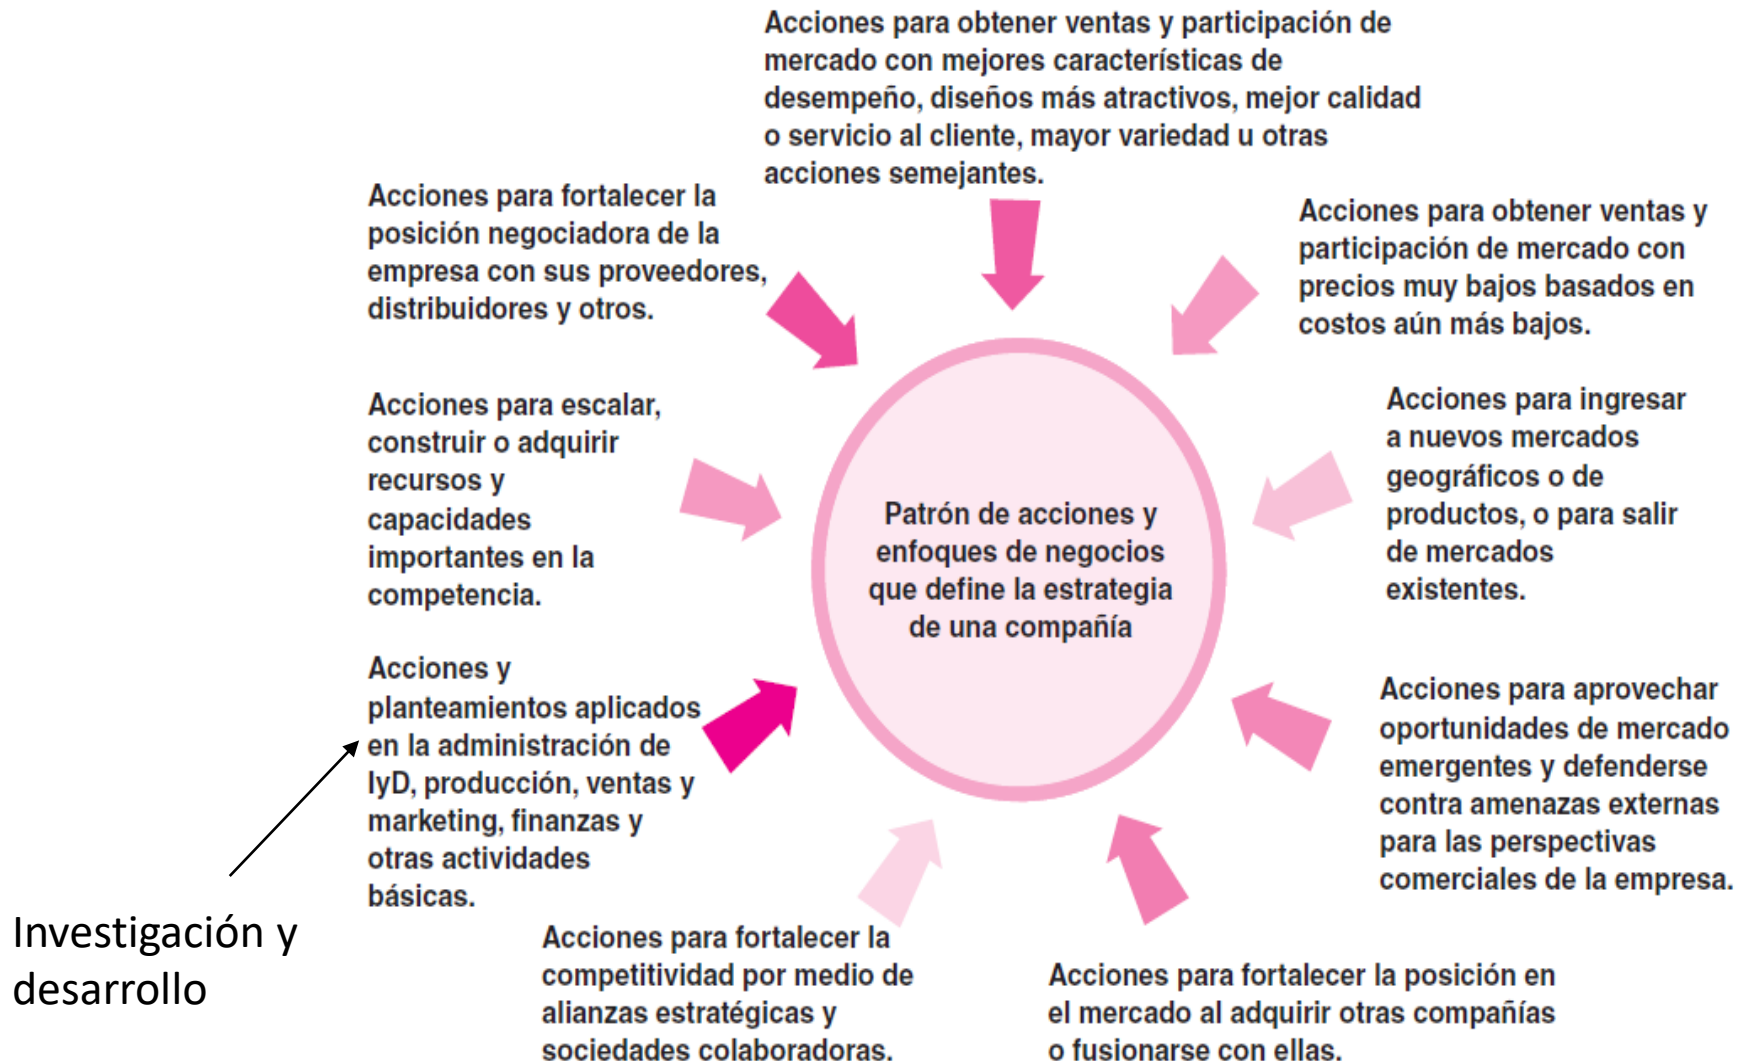 Acciones para obtener ventas y participación de
mercado con mejores características de
desempeño, diseños más atractivos, mejor calidad
o servicio al cliente, mayor variedad u otras
acciones semejantes.
Acciones para fortalecer la
posición negociadora de la
empresa con sus proveedores,
distribuidores y otros.
Acciones para obtener ventas y
participación de mercado con
precios muy bajos basados en
costos aún más bajos.
Acciones para escalar,
construir o adquirir
recursos y
capacidades
importantes en la
competencia.
Acciones para ingresar
a nuevos mercados
geográficos o de
productos, o para salir
de mercados
existentes.
Patrón de acciones y
enfoques de negocios
que define la estrategia
de una compañía
Acciones y
planteamientos aplicados
en la administración de
IyD, producción, ventas y
marketing, finanzas y
otras actividades
básicas.
Acciones para aprovechar
oportunidades de mercado
emergentes y defenderse
contra amenazas externas
para las perspectivas
comerciales de la empresa.
Investigación y
desarrollo
Acciones para fortalecer la
competitividad por medio de
alianzas estratégicas y
sociedades colaboradoras.
Acciones para fortalecer la posición en
el mercado al adquirir otras compañías
o fusionarse con ellas.